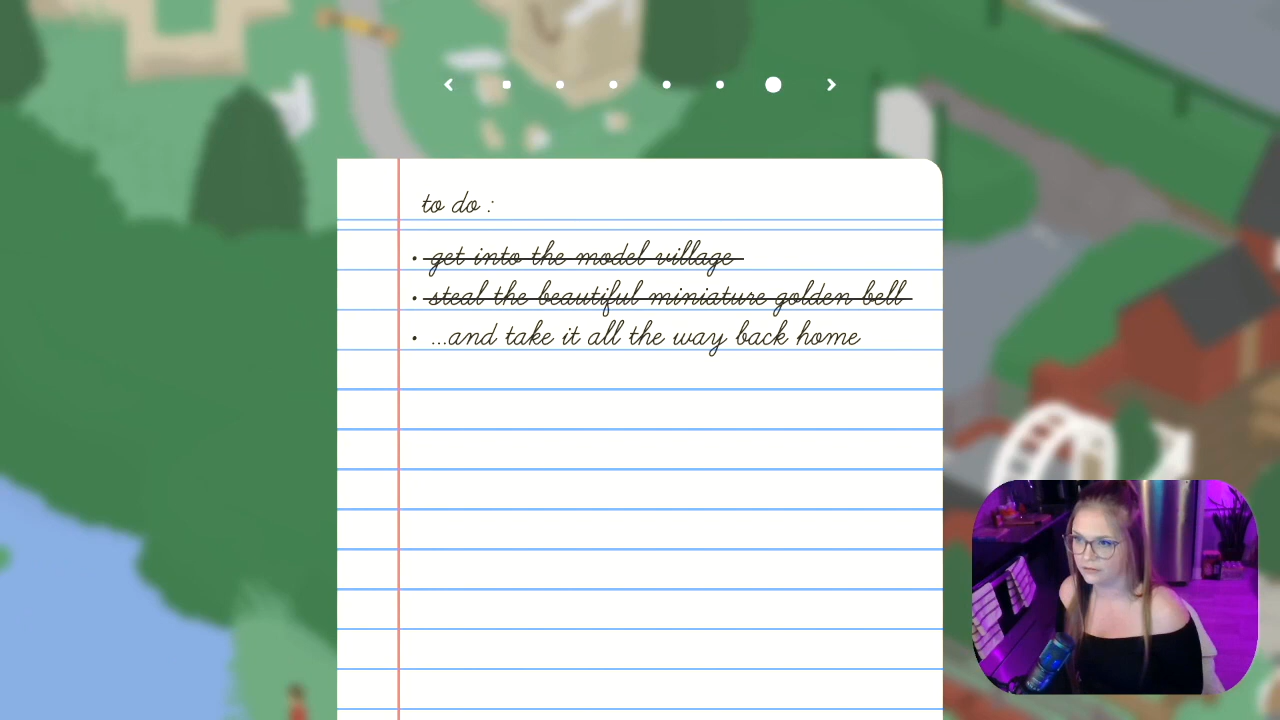 to do :
• get into the model village
• steal the beautiful miniature golden bell
• ...and take it all the way back home